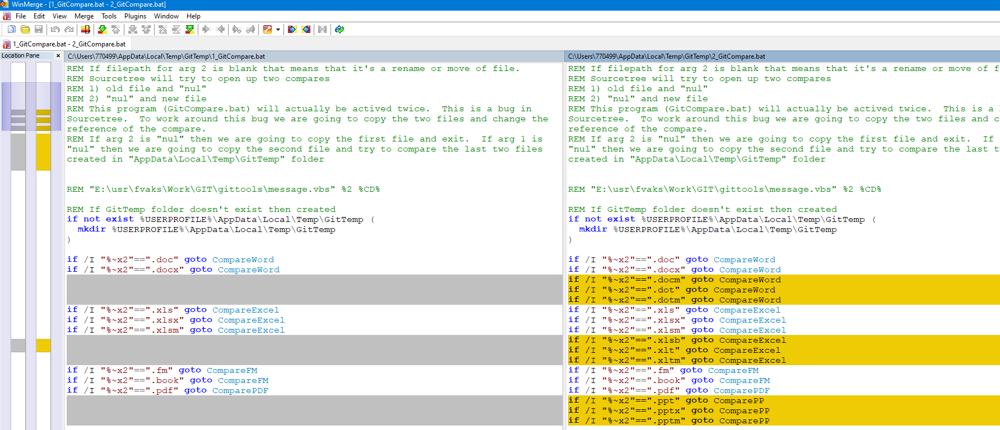 WinMerge - [1_GitCompare.bat - 2_GitCompare.bat]
File Edit View Merge Tools Plugins Window Help
1_GitCompare.bat - 2_GitCompare.bat
Location Pane x
C:\Users\770499\AppData\Local\Temp\GitTemp\1_GitCompare.bat
REM If filepath for arg 2 is blank that means that it's a rename or move of file.
REM Sourcetree will try to open up two compares
REM 1) old file and "nul"
REM 2) "nul" and new file
REM This program (GitCompare.bat) will actually be actived twice.  This is a bug in
Sourcetree.  To work around this bug we are going to copy the two files and change the
reference of the compare.
REM If arg 2 is "nul" then we are going to copy the first file and exit.  If arg 1 is
"nul" then we are going to copy the second file and try to compare the last two files
created in "AppData\Local\Temp\GitTemp" folder
REM "E:\usr\fvaks\Work\GIT\gittools\message.vbs" %2 %CD%
REM If GitTemp folder doesn't exist then created
if not exist %USERPROFILE%\AppData\Local\Temp\GitTemp (
mkdir %USERPROFILE%\AppData\Local\Temp\GitTemp
)
if /I "%~x2"==".doc" goto CompareWord
if /I "%~x2"==".docx" goto CompareWord
if /I "%~x2"==".xls" goto CompareExcel
if /I "%~x2"==".xlsx" goto CompareExcel
if /I "%~x2"==".xlsm" goto CompareExcel
if /I "%~x2"==".fm" goto CompareFM
if /I "%~x2"==".book" goto CompareFM
if /I "%~x2"==".pdf" goto ComparePDF
C:\Users\770499\AppData\Local\Temp\GitTemp\2_GitCompare.bat
REM If filepath for arg 2 is blank that means that it's a rename or move of f
REM Sourcetree will try to open up two compares
REM 1) old file and "nul"
REM 2) "nul" and new file
REM This program (GitCompare.bat) will actually be actived twice.  This is a
Sourcetree.  To work around this bug we are going to copy the two files and c
reference of the compare.
REM If arg 2 is "nul" then we are going to copy the first file and exit.  If
"nul" then we are going to copy the second file and try to compare the last t
created in "AppData\Local\Temp\GitTemp" folder
REM "E:\usr\fvaks\Work\GIT\gittools\message.vbs" %2 %CD%
REM If GitTemp folder doesn't exist then created
if not exist %USERPROFILE%\AppData\Local\Temp\GitTemp (
mkdir %USERPROFILE%\AppData\Local\Temp\GitTemp
)
if /I "%~x2"==".doc" goto CompareWord
if /I "%~x2"==".docx" goto CompareWord
if /I "%~x2"==".docm" goto CompareWord
if /I "%~x2"==".dot" goto CompareWord
if /I "%~x2"==".dotm" goto CompareWord
if /I "%~x2"==".xls" goto CompareExcel
if /I "%~x2"==".xlsx" goto CompareExcel
if /I "%~x2"==".xlsm" goto CompareExcel
if /I "%~x2"==".xlsb" goto CompareExcel
if /I "%~x2"==".xlt" goto CompareExcel
if /I "%~x2"==".xltm" goto CompareExcel
if /I "%~x2"==".fm" goto CompareFM
if /I "%~x2"==".book" goto CompareFM
if /I "%~x2"==".pdf" goto ComparePDF
if /I "%~x2"==".ppt" goto ComparePP
if /I "%~x2"==".pptx" goto ComparePP
if /I "%~x2"==".pptm" goto ComparePP